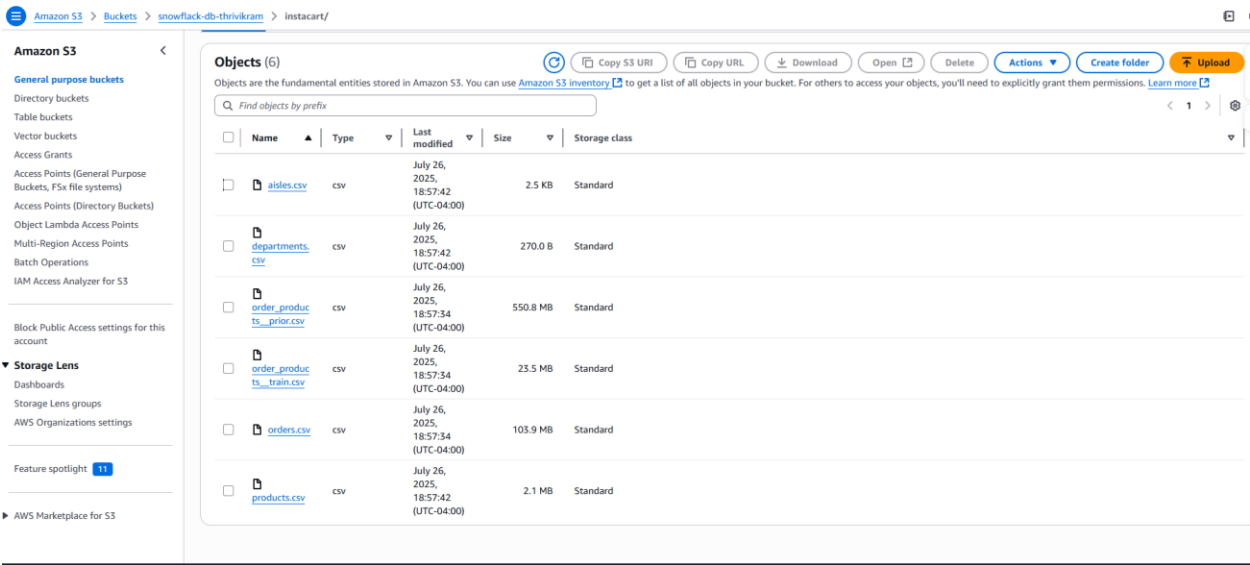 Amazon S3 > Buckets > snowflack-db-thrivikram > instacart/
Amazon S3
General purpose buckets
Directory buckets
Table buckets
Vector buckets
Access Grants
Access Points (General Purpose
Buckets, FSx file systems)
Access Points (Directory Buckets)
Object Lambda Access Points
Multi-Region Access Points
Batch Operations
IAM Access Analyzer for S3
Block Public Access settings for this
account
Storage Lens
Dashboards
Storage Lens groups
AWS Organizations settings
Feature spotlight 11
AWS Marketplace for S3
Objects (6)
Copy S3 URI Copy URL Download Open Delete Actions Create folder Upload
Objects are the fundamental entities stored in Amazon S3. You can use Amazon S3 inventory to get a list of all objects in your bucket. For others to access your objects, you'll need to explicitly grant them permissions. Learn more
Find objects by prefix
1
Name Type Last
modified Size Storage class
aisles.csv csv July 26,
2025,
18:57:42
(UTC-04:00) 2.5 KB Standard
departments.
csv csv July 26,
2025,
18:57:42
(UTC-04:00) 270.0 B Standard
order_produc
ts__prior.csv csv July 26,
2025,
18:57:34
(UTC-04:00) 550.8 MB Standard
order_produc
ts__train.csv csv July 26,
2025,
18:57:34
(UTC-04:00) 23.5 MB Standard
orders.csv csv July 26,
2025,
18:57:34
(UTC-04:00) 103.9 MB Standard
products.csv csv July 26,
2025,
18:57:42
(UTC-04:00) 2.1 MB Standard